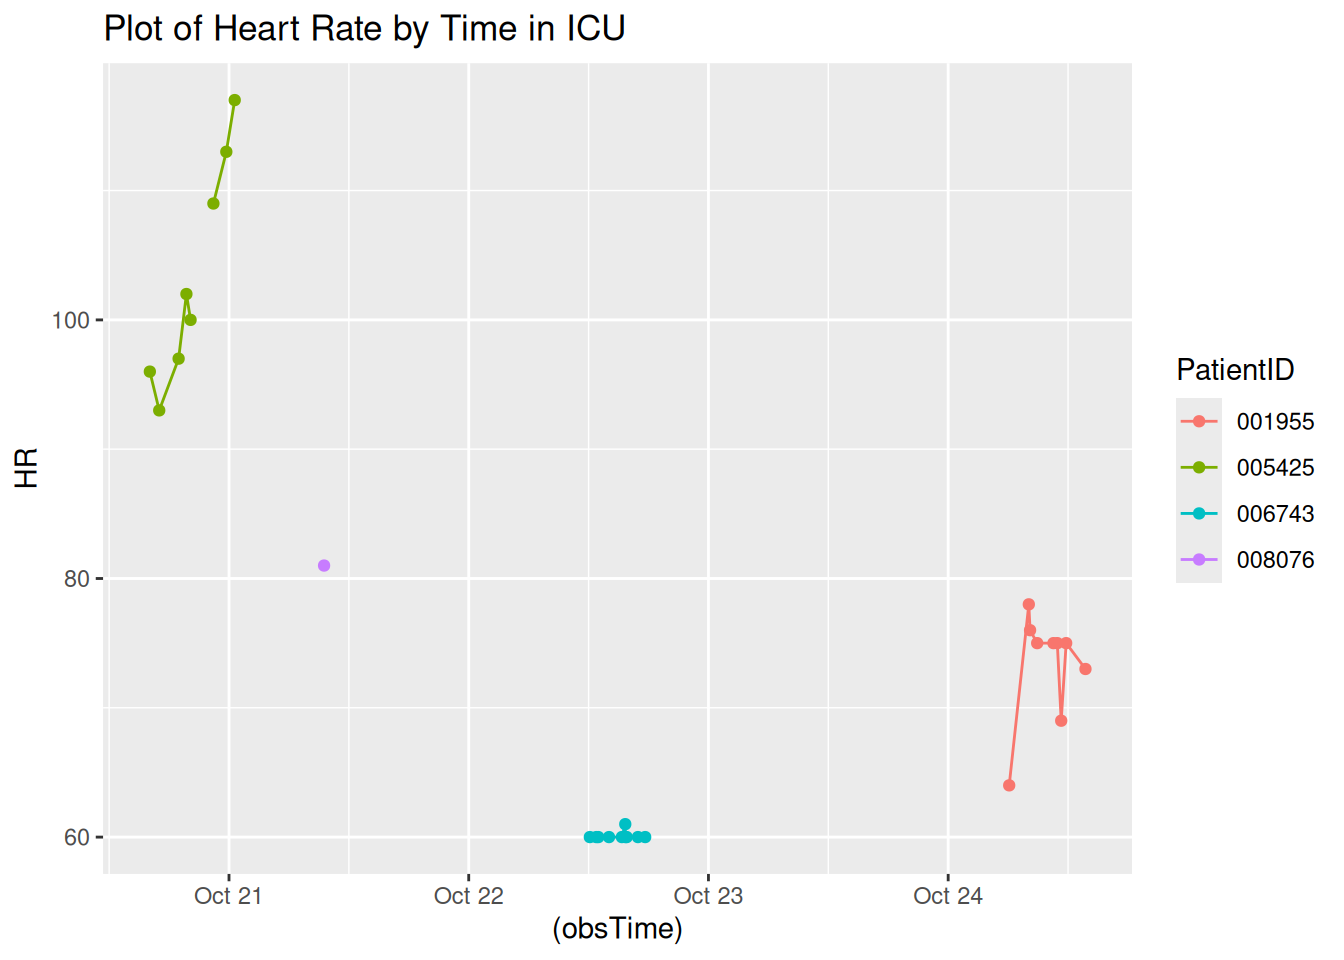 Plot of Heart Rate by Time in ICU
HR
100
80
60
Oct 21
Oct 22
Oct 23
Oct 24
(obsTime)
PatientID
001955
005425
006743
008076